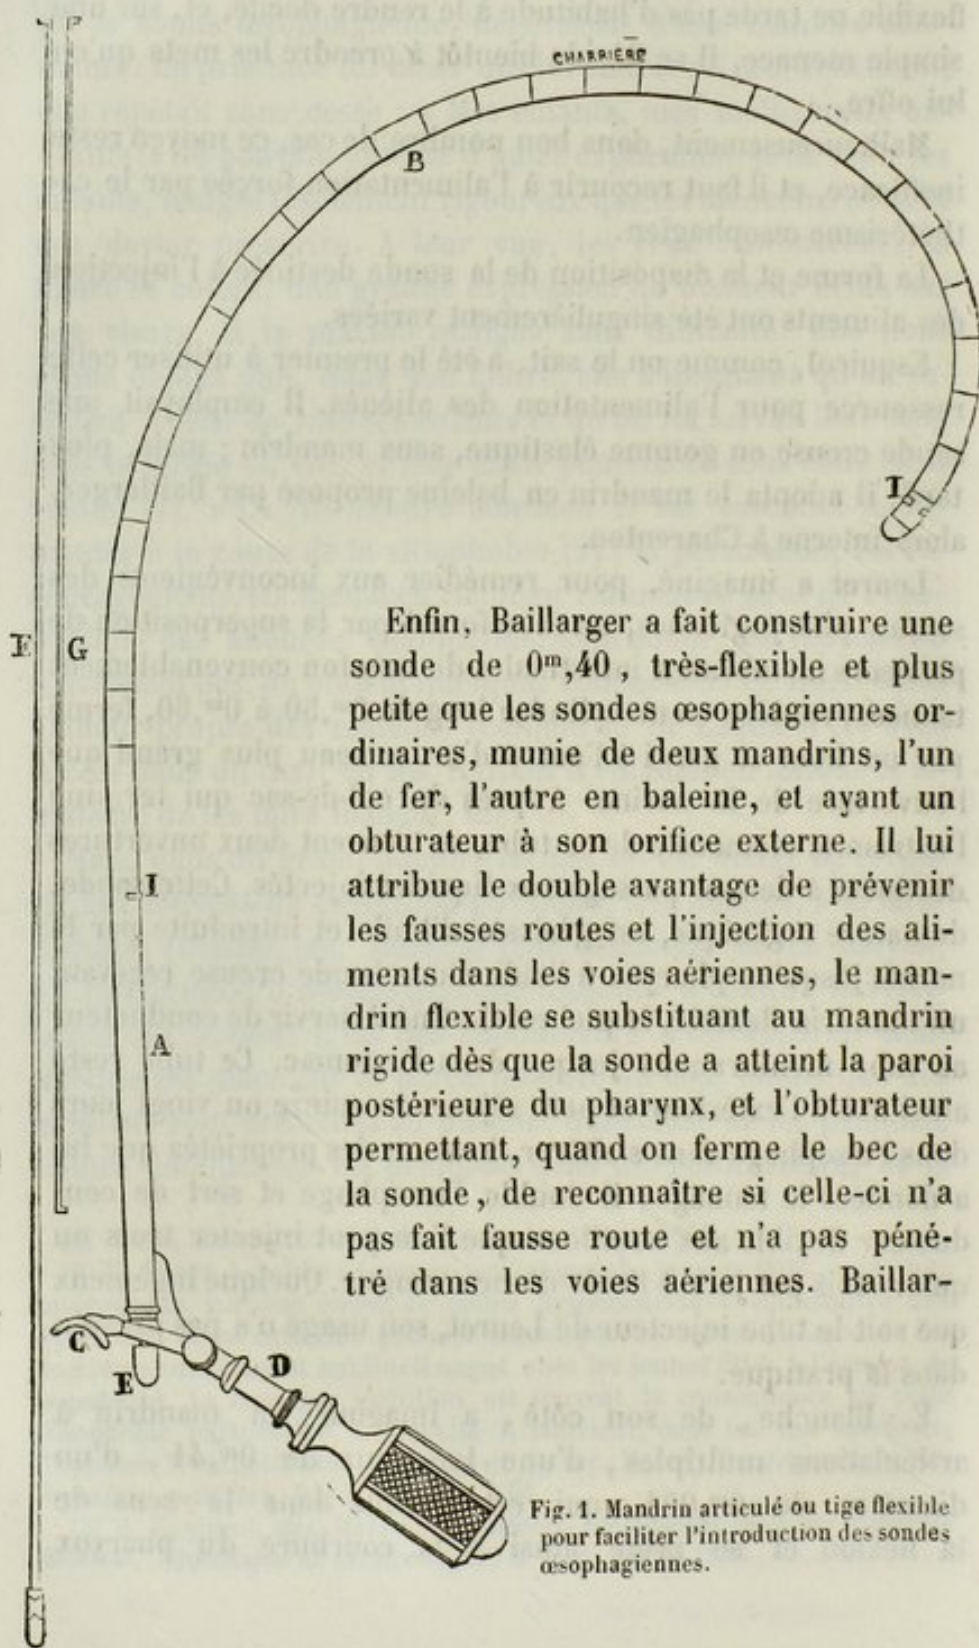 CHARRIÈRE
B
I
F
G
Enfin, Baillarger a fait construire une
sonde de 0ᵐ,40, très-flexible et plus
petite que les sondes œsophagiennes or-
dinaires, munie de deux mandrins, l'un
de fer, l'autre en baleine, et ayant un
obturateur à son orifice externe. Il lui
attribue le double avantage de prévenir
les fausses routes et l'injection des ali-
ments dans les voies aériennes, le man-
drin flexible se substituant au mandrin
rigide dès que la sonde a atteint la paroi
postérieure du pharynx, et l'obturateur
permettant, quand on ferme le bec de
la sonde, de reconnaître si celle-ci n'a
pas fait fausse route et n'a pas péné-
tré dans les voies aériennes. Baillar-
I
A
C
D
E
Fig. 1. Mandrin articulé ou tige flexible
pour faciliter l'introduction des sondes
œsophagiennes.